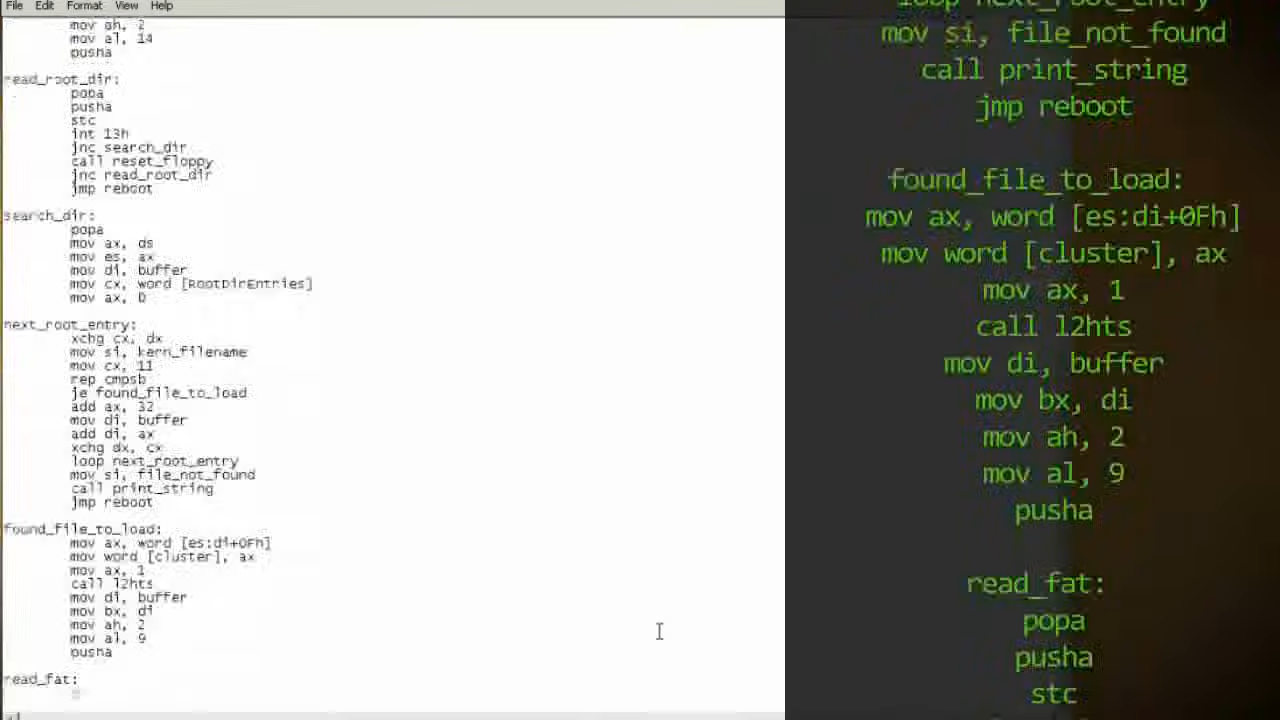 File Edit Format View Help
mov ah, 2
mov al, 14
pusha
read_root_dir:
popa
pusha
stc
int 13h
jnc search_dir
call reset_floppy
jnc read_root_dir
jmp reboot
search_dir:
popa
mov ax, ds
mov es, ax
mov di, buffer
mov cx, word [RootDirEntries]
mov ax, 0
next_root_entry:
xchg cx, dx
mov si, kern_filename
mov cx, 11
rep cmpsb
je found_file_to_load
add ax, 32
mov di, buffer
add di, ax
xchg dx, cx
loop next_root_entry
mov si, file_not_found
call print_string
jmp reboot
found_file_to_load:
mov ax, word [es:di+0Fh]
mov word [cluster], ax
mov ax, 1
call l2hts
mov di, buffer
mov bx, di
mov ah, 2
mov al, 9
pusha
read_fat:
loop next_root_entry
mov si, file_not_found
call print_string
jmp reboot
found_file_to_load:
mov ax, word [es:di+0Fh]
mov word [cluster], ax
mov ax, 1
call l2hts
mov di, buffer
mov bx, di
mov ah, 2
mov al, 9
pusha
read_fat:
popa
pusha
stc